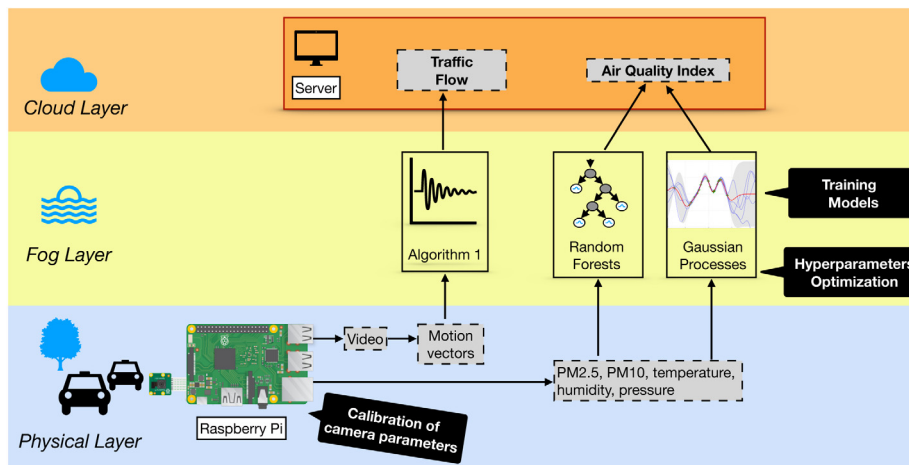 Server
Traffic
Flow
Air Quality Index
Cloud Layer
Algorithm 1
Random
Forests
Gaussian
Processes
Training
Models
Fog Layer
Hyperparameters
Optimization
Video
Motion
vectors
PM2.5, PM10, temperature,
humidity, pressure
Raspberry Pi
Calibration of
camera parameters
Physical Layer